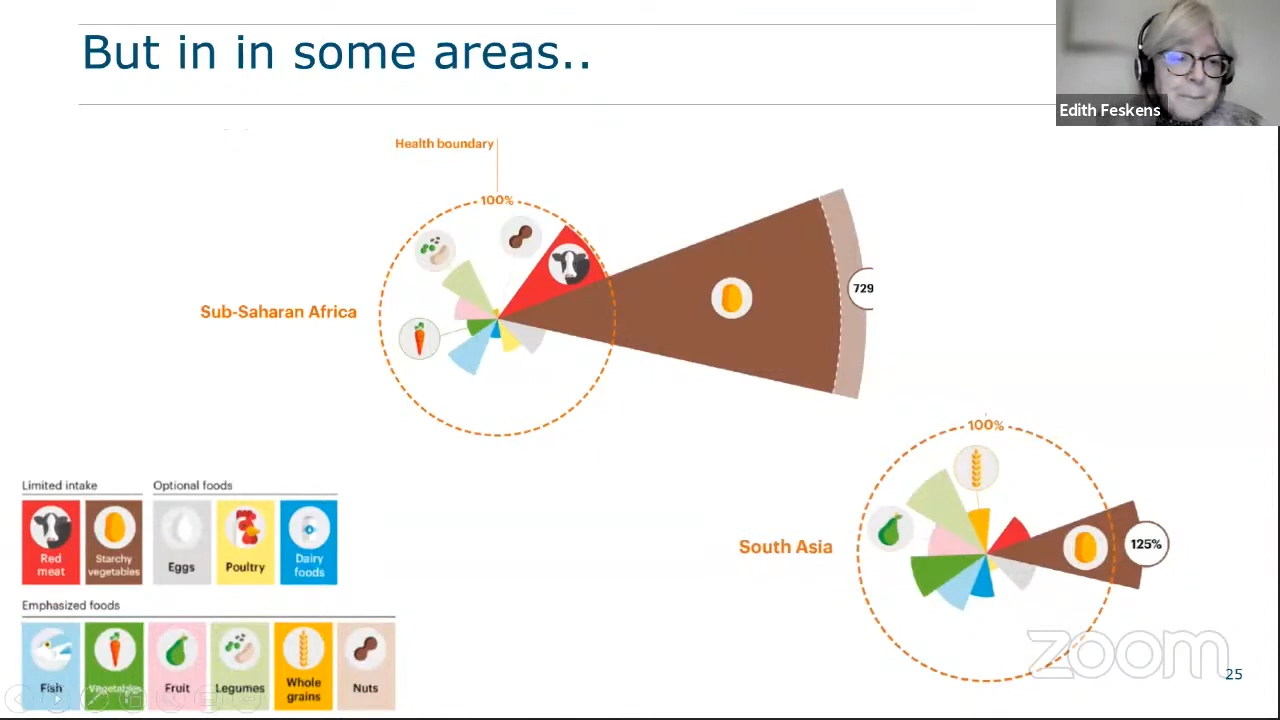 But in in some areas..
Edith Feskens
Health boundary
100%
Sub-Saharan Africa
729
100%
South Asia
125%
Limited intake
Optional foods
Red
meat
Starchy
vegetables
Eggs
Poultry
Dairy
foods
Emphasized foods
Fish
Vegetables
Fruit
Legumes
Whole
grains
Nuts
zoom
25